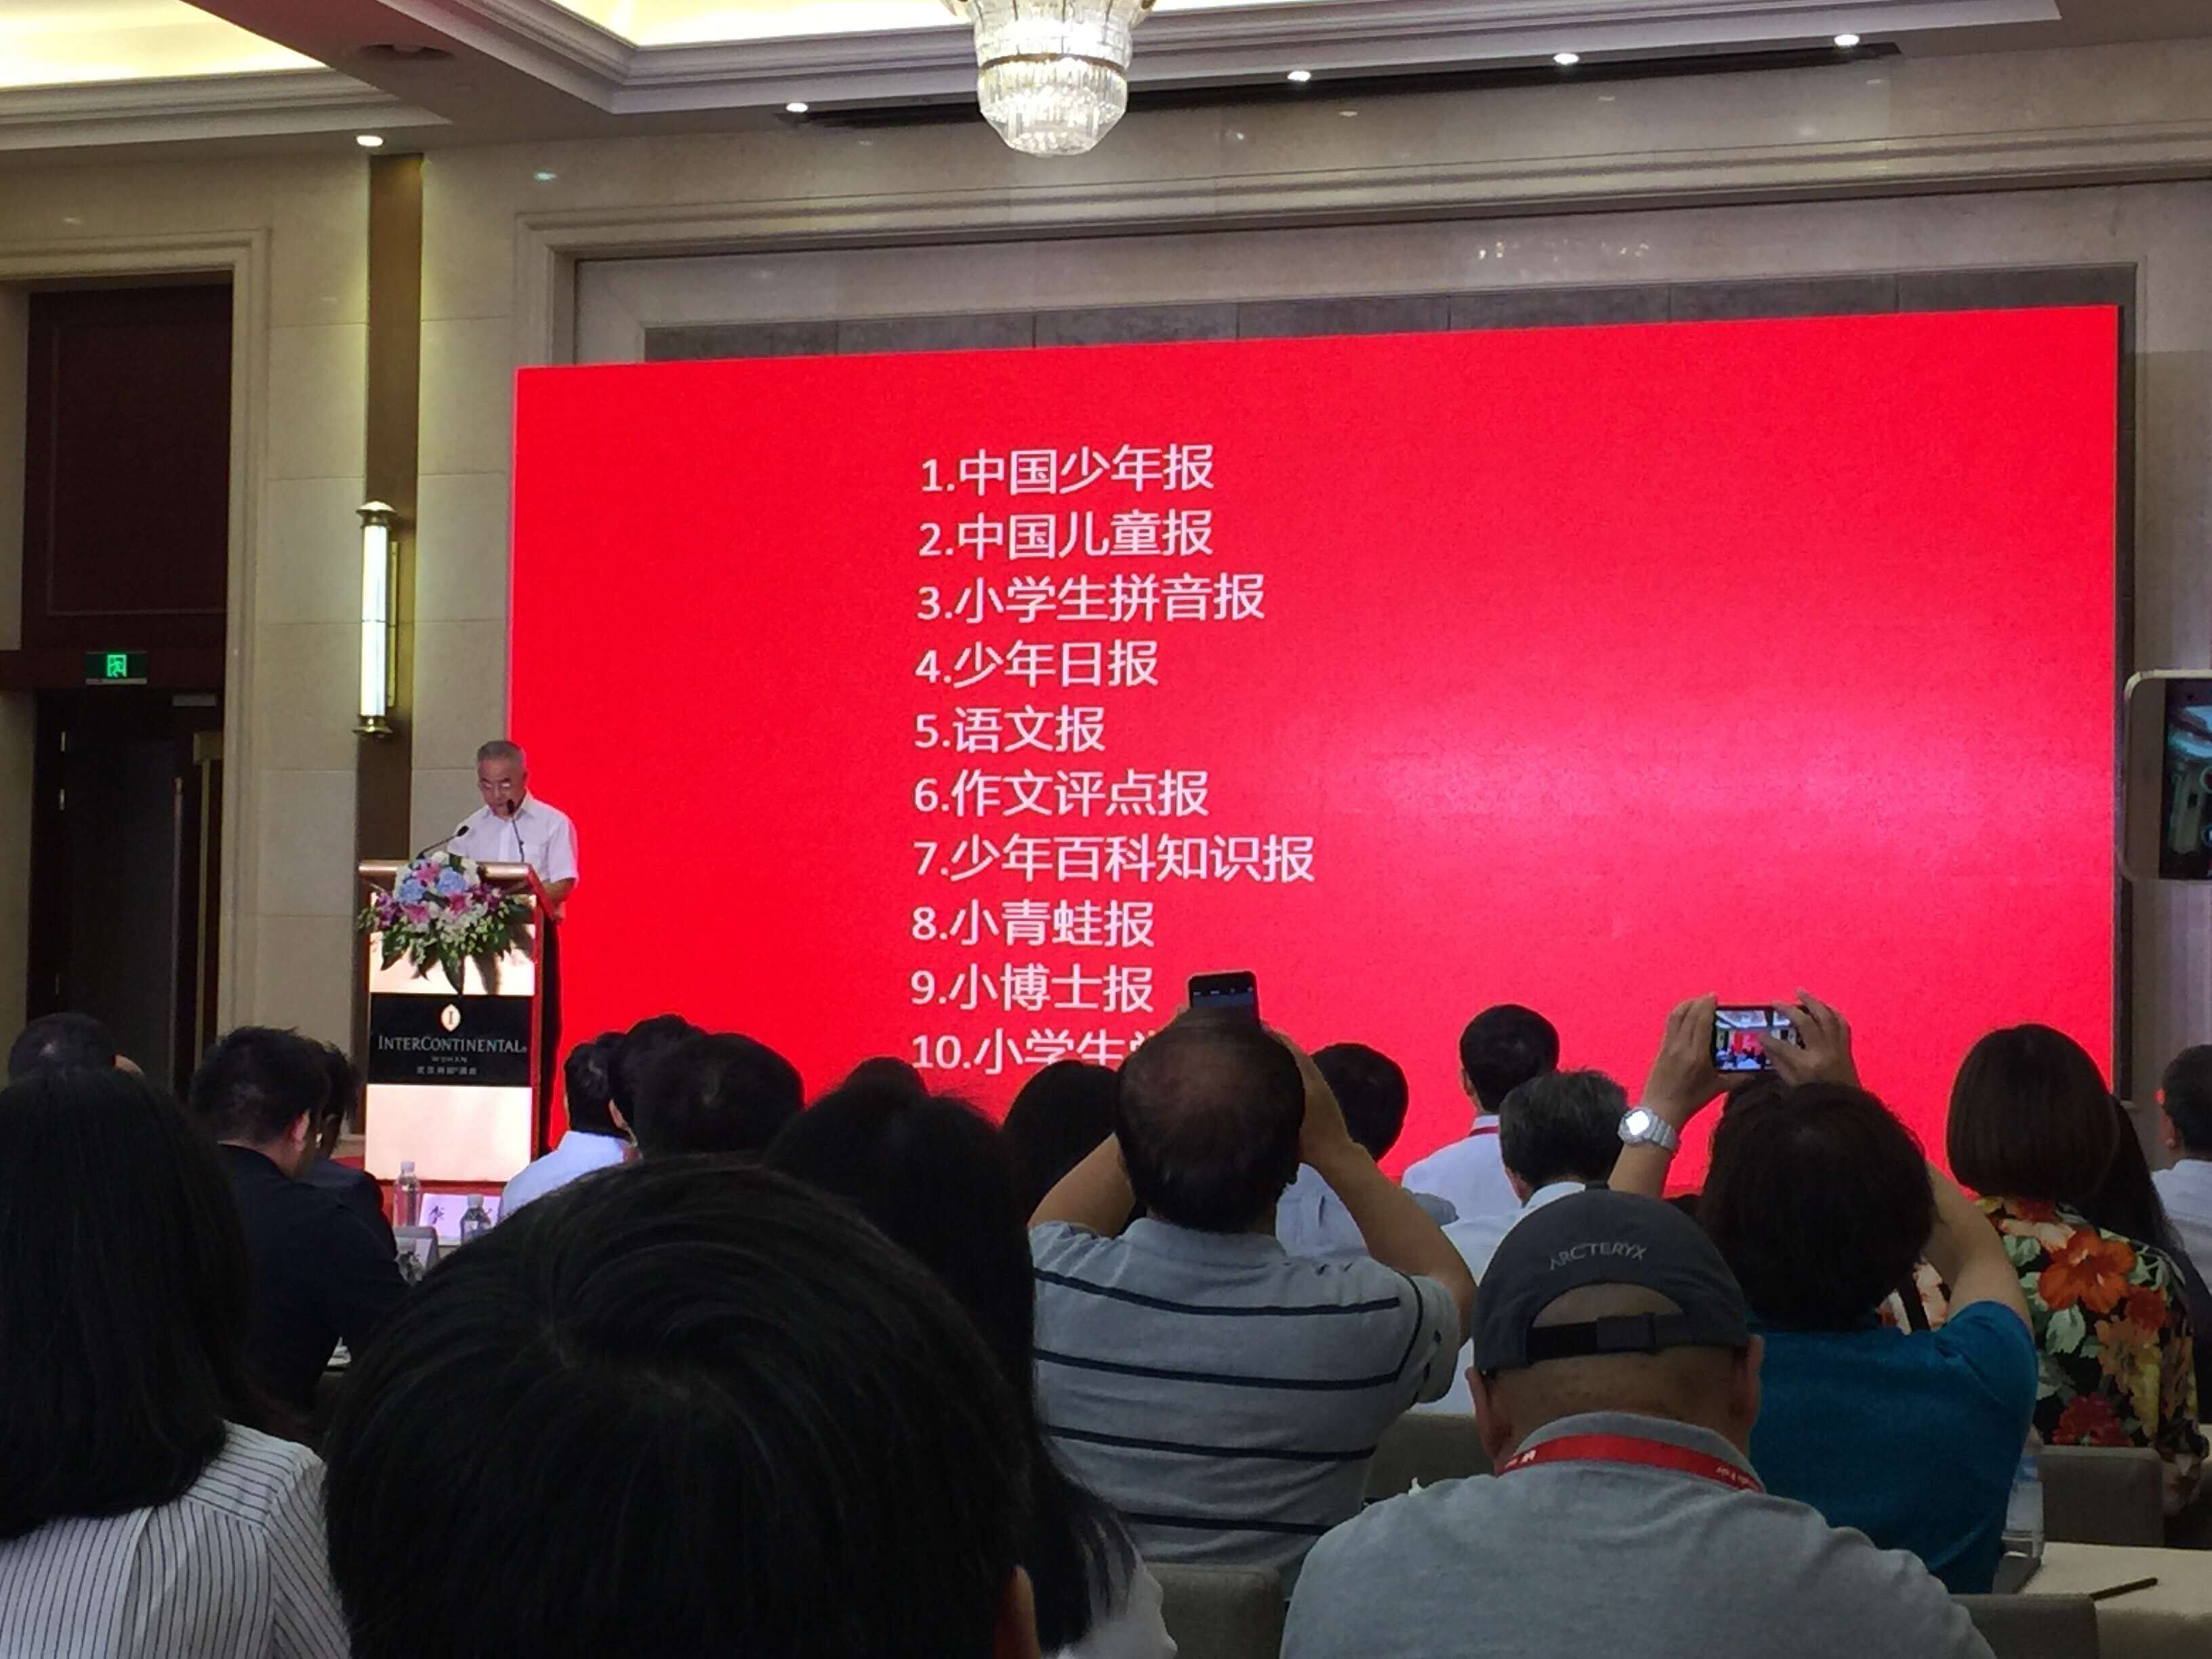 1.中国少年报
2.中国儿童报
3.小学生拼音报
4.少年日报
5.语文报
6.作文评点报
7.少年百科知识报
8.小青蛙报
9.小博士报
10.小学生
INTERCONTINENTAL®
WUHAN
ARC'TERYX